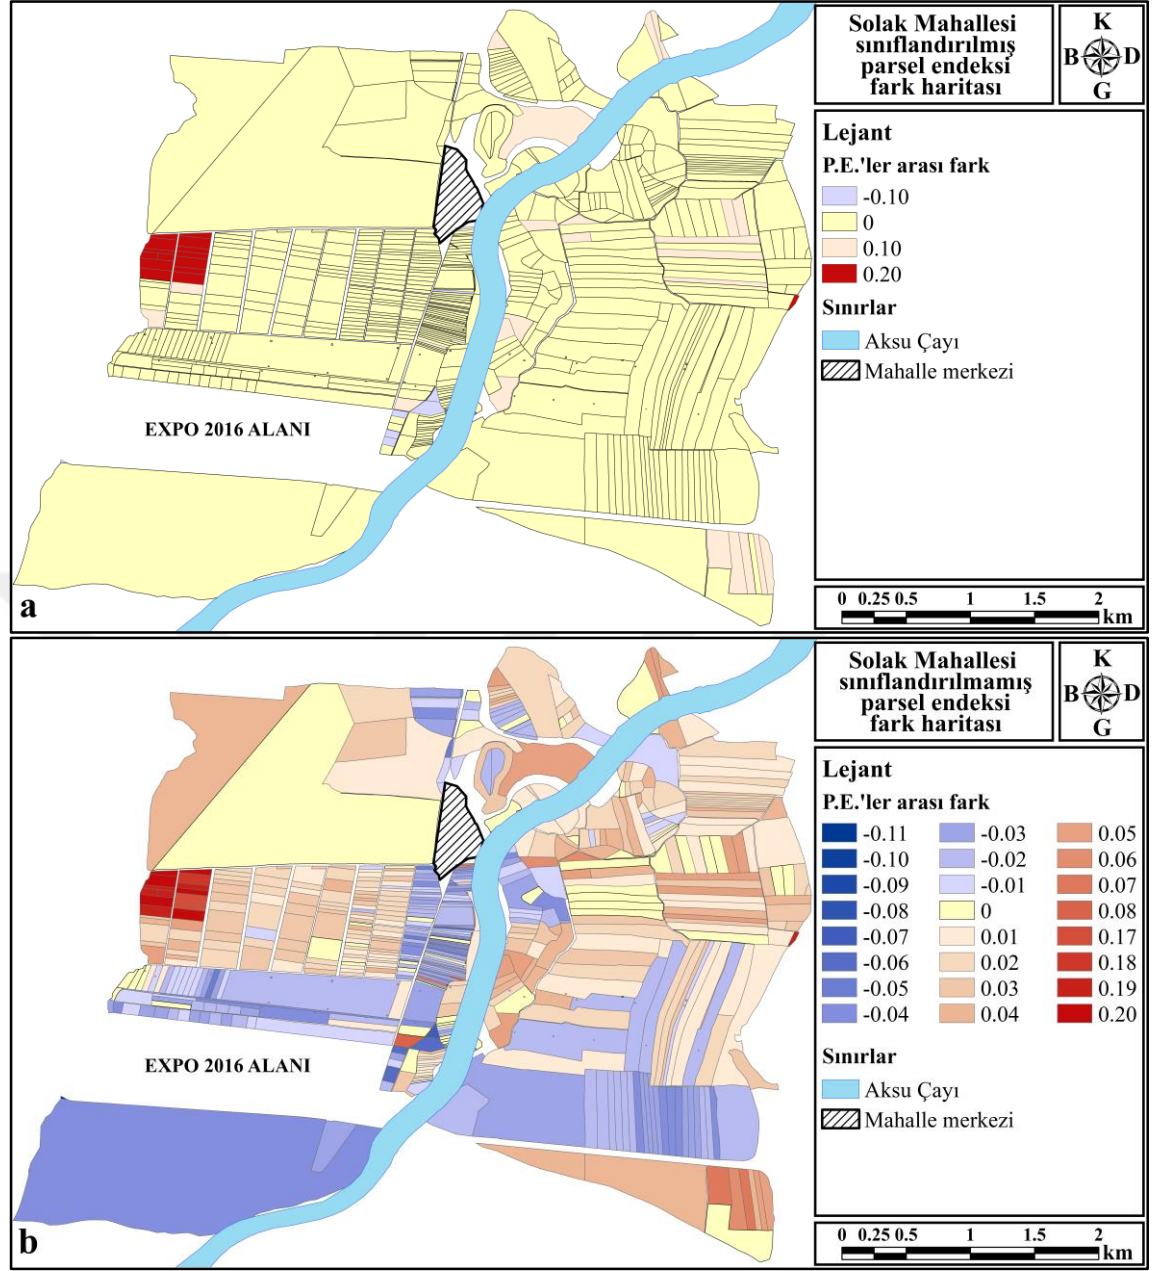 Solak Mahallesi
sınıflandırılmış
parsel endeksi
fark haritası
K
B D
G
Lejant
P.E.'ler arası fark
-0.10
0
0.10
0.20
Sınırlar
Aksu Çayı
Mahalle merkezi
EXPO 2016 ALANI
a
0 0.25 0.5 1 1.5 2
km
Solak Mahallesi
sınıflandırılmamış
parsel endeksi
fark haritası
K
B D
G
Lejant
P.E.'ler arası fark
-0.11 -0.03 0.05
-0.10 -0.02 0.06
-0.09 -0.01 0.07
-0.08 0 0.08
-0.07 0.01 0.17
-0.06 0.02 0.18
-0.05 0.03 0.19
-0.04 0.04 0.20
Sınırlar
Aksu Çayı
Mahalle merkezi
EXPO 2016 ALANI
b
0 0.25 0.5 1 1.5 2
km